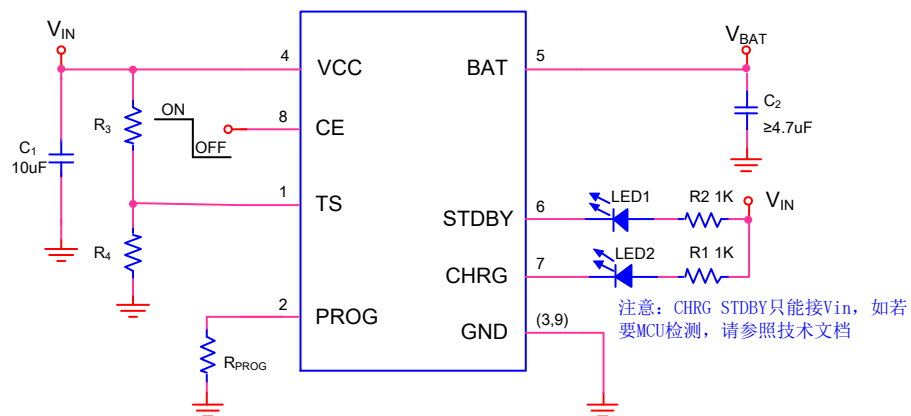 VIN
VBAT
4
VCC
BAT
5
ON
R3
8
CE
OFF
C1
10uF
C2
≥4.7uF
1
TS
LED1
R2 1K
VIN
STDBY
6
R4
LED2
R1 1K
CHRG
7
2
PROG
GND
(3,9)
RPROG
注意：CHRG STDBY只能接Vin，如若
要MCU检测，请参照技术文档